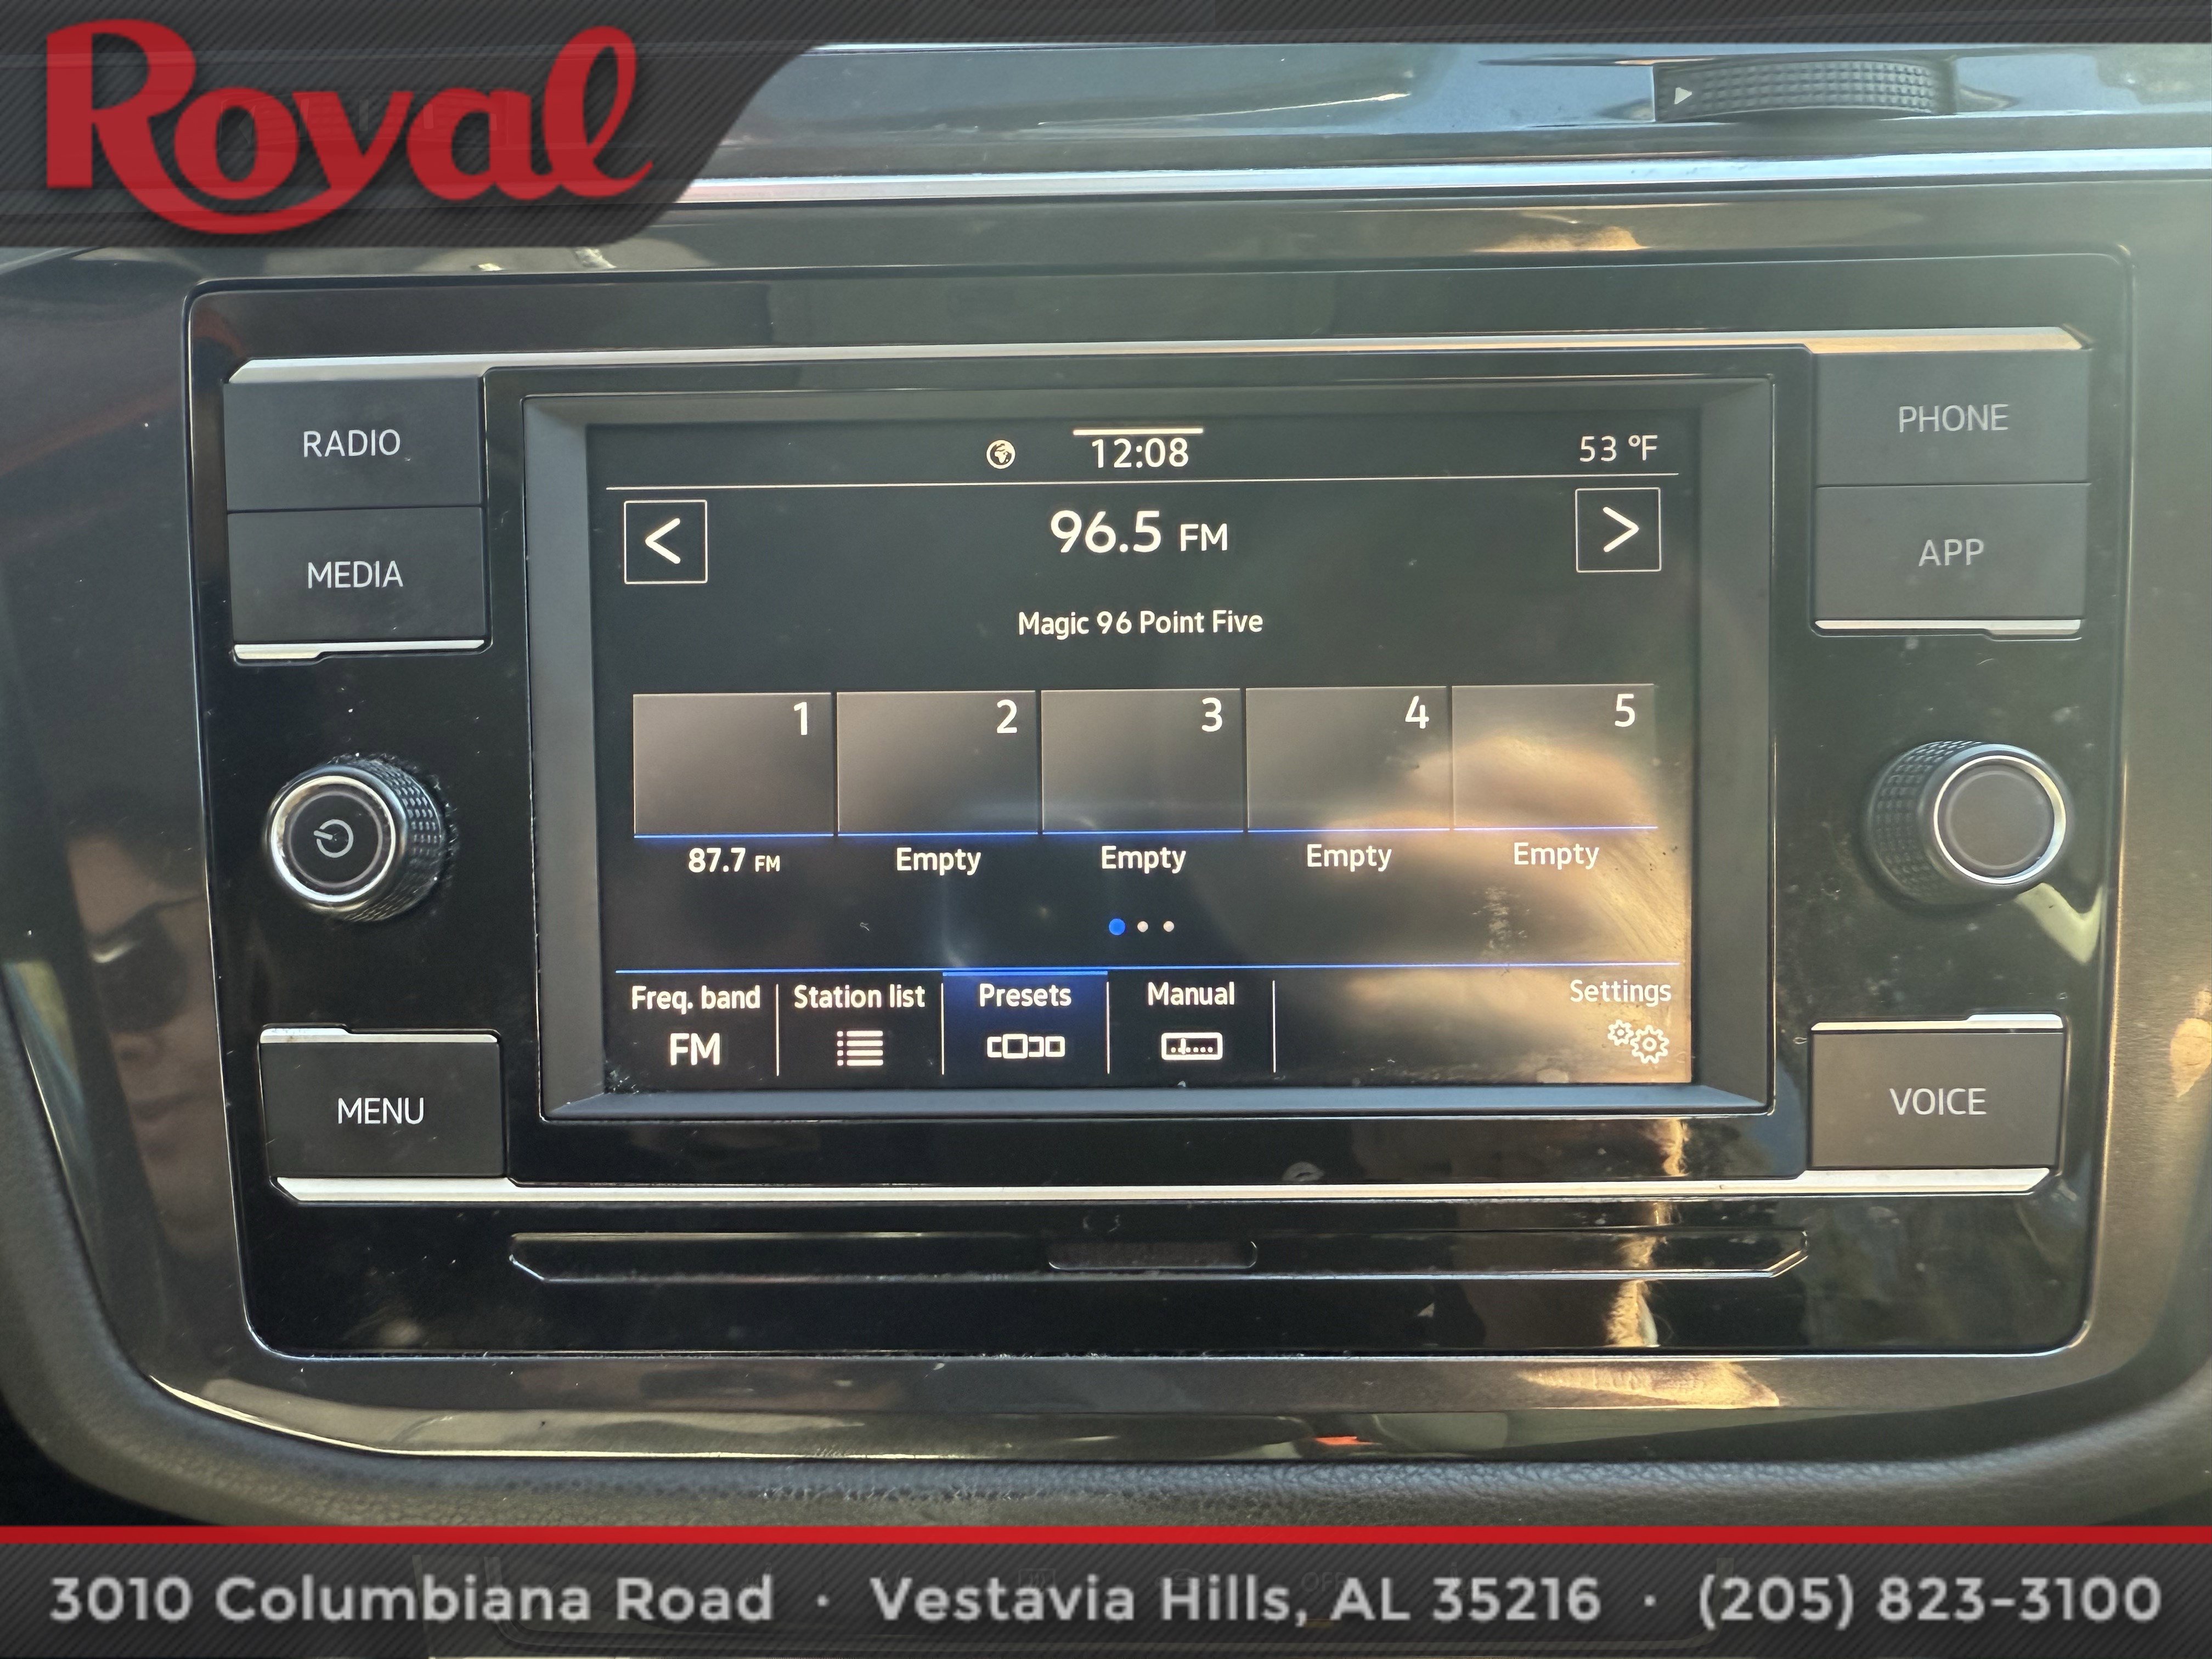 Royal
RADIO
MEDIA
MENU
PHONE
APP
VOICE
12:08
53 °F
<
96.5 FM
>
Magic 96 Point Five
1 2 3 4 5
87.7 FM Empty Empty Empty Empty
Freq. band Station list Presets Manual Settings
FM
3010 Columbiana Road · Vestavia Hills, AL 35216 · (205) 823-3100